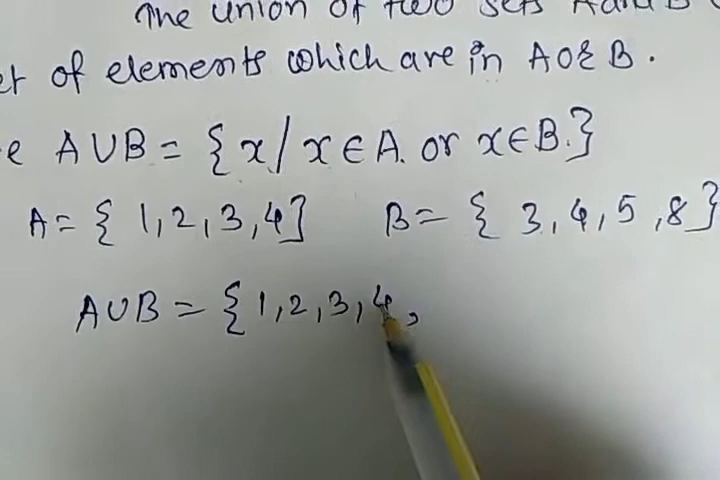 The union of two sets A and B
of elements which are in A OR B.
A∪B = {x/x∈A. or x∈B.}
A = {1,2,3,4] B = {3,4,5,8}
A∪B = {1,2,3,4,